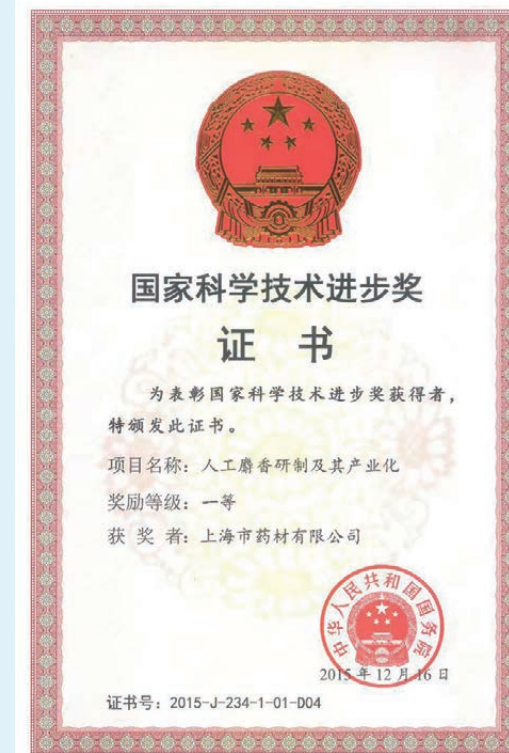 国家科学技术进步奖
证 书
为表彰国家科学技术进步奖获得者，
特颁发此证书。
项目名称：人工麝香研制及其产业化
奖励等级：一等
获 奖 者：上海市药材有限公司
中华人民共和国国务院
2015年12月16日
证书号：2015-J-234-1-01-D04